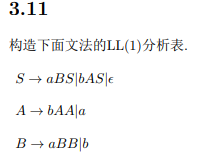 3.11
构造下面文法的LL(1)分析表.
S → aBS|bAS|ϵ
A → bAA|a
B → aBB|b